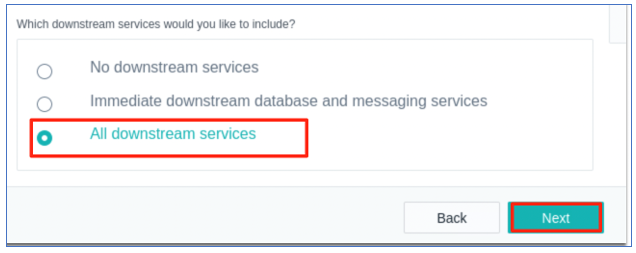 Which downstream services would you like to include?
No downstream services
Immediate downstream database and messaging services
All downstream services
Back Next